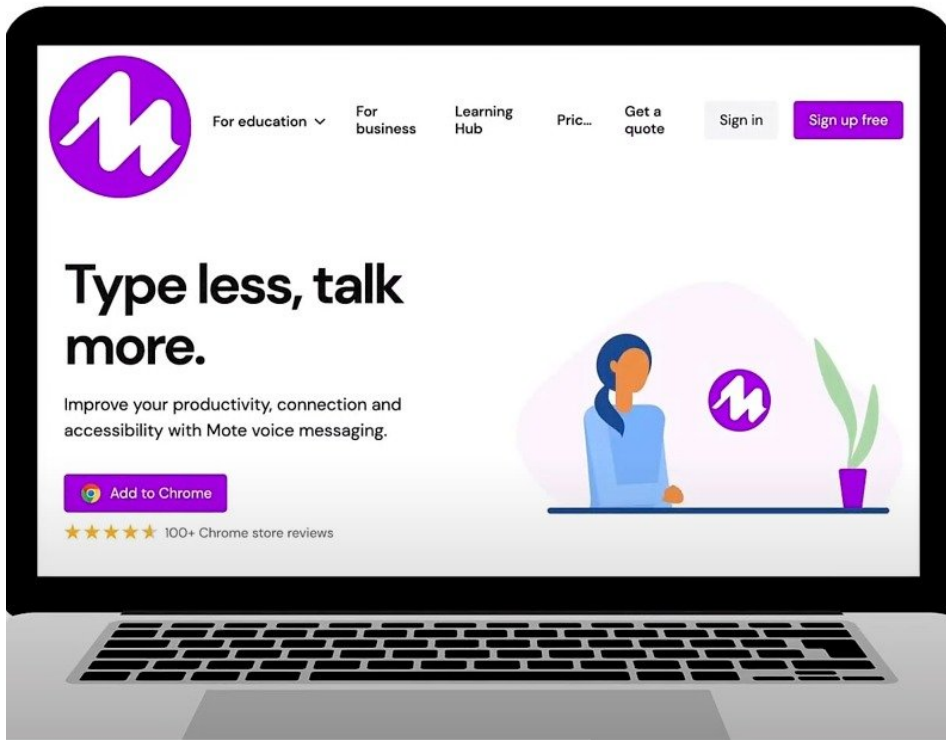 For education
For
business
Learning
Hub
Pric...
Get a
quote
Sign in
Sign up free
Type less, talk
more.
Improve your productivity, connection and
accessibility with Mote voice messaging.
Add to Chrome
100+ Chrome store reviews